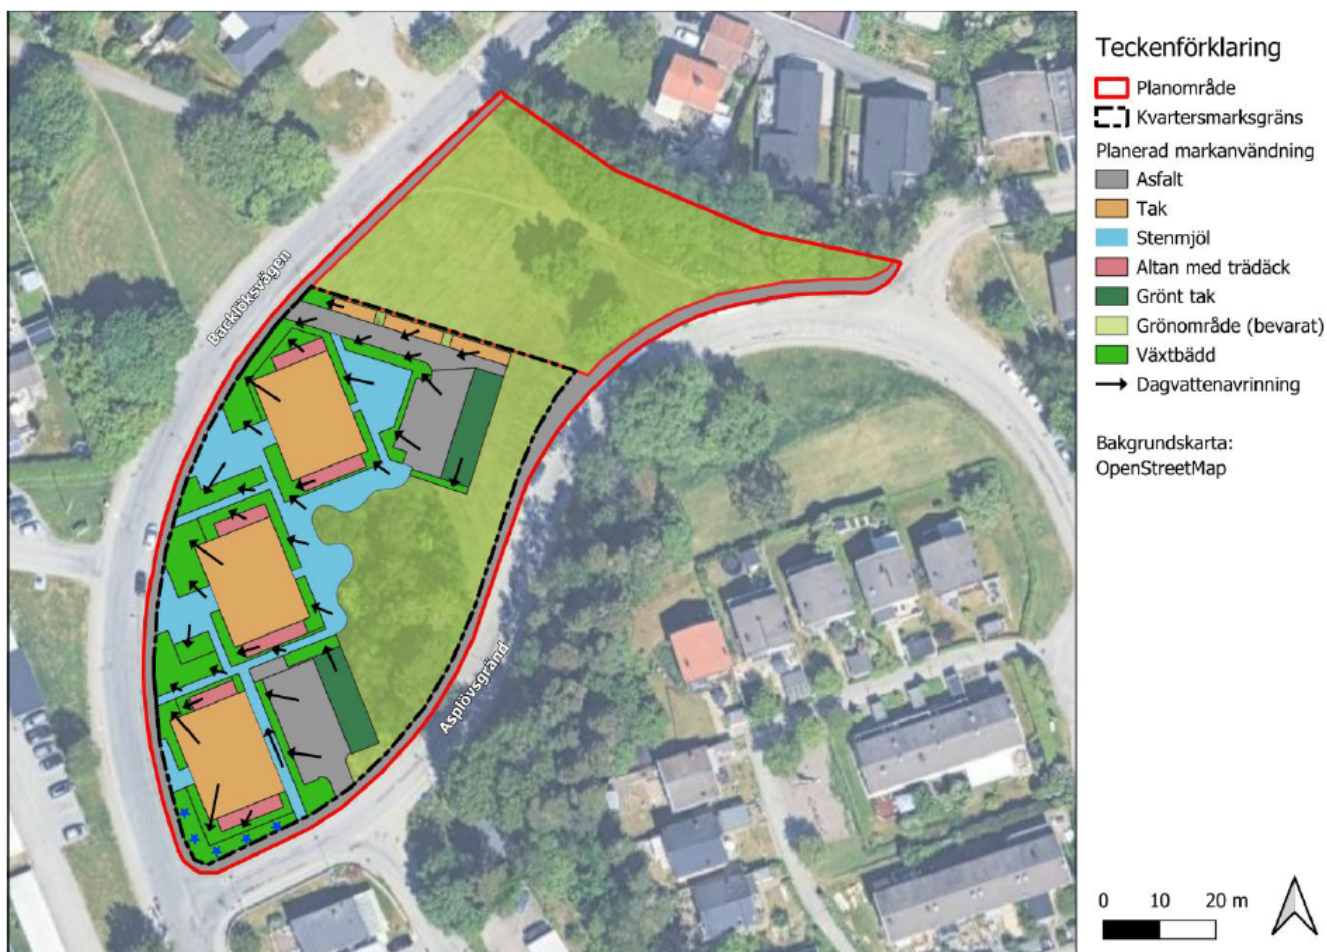 Teckenförklaring
Planområde
Kvartersmarksgräns
Planerad markanvändning
Asfalt
Tak
Stenmjöl
Altan med trädäck
Grönt tak
Grönområde (bevarat)
Växtbädd
Dagvattenavrinning
Bakgrundskarta:
OpenStreetMap
0 10 20 m
Backlöksvägen
Asplövsgränd